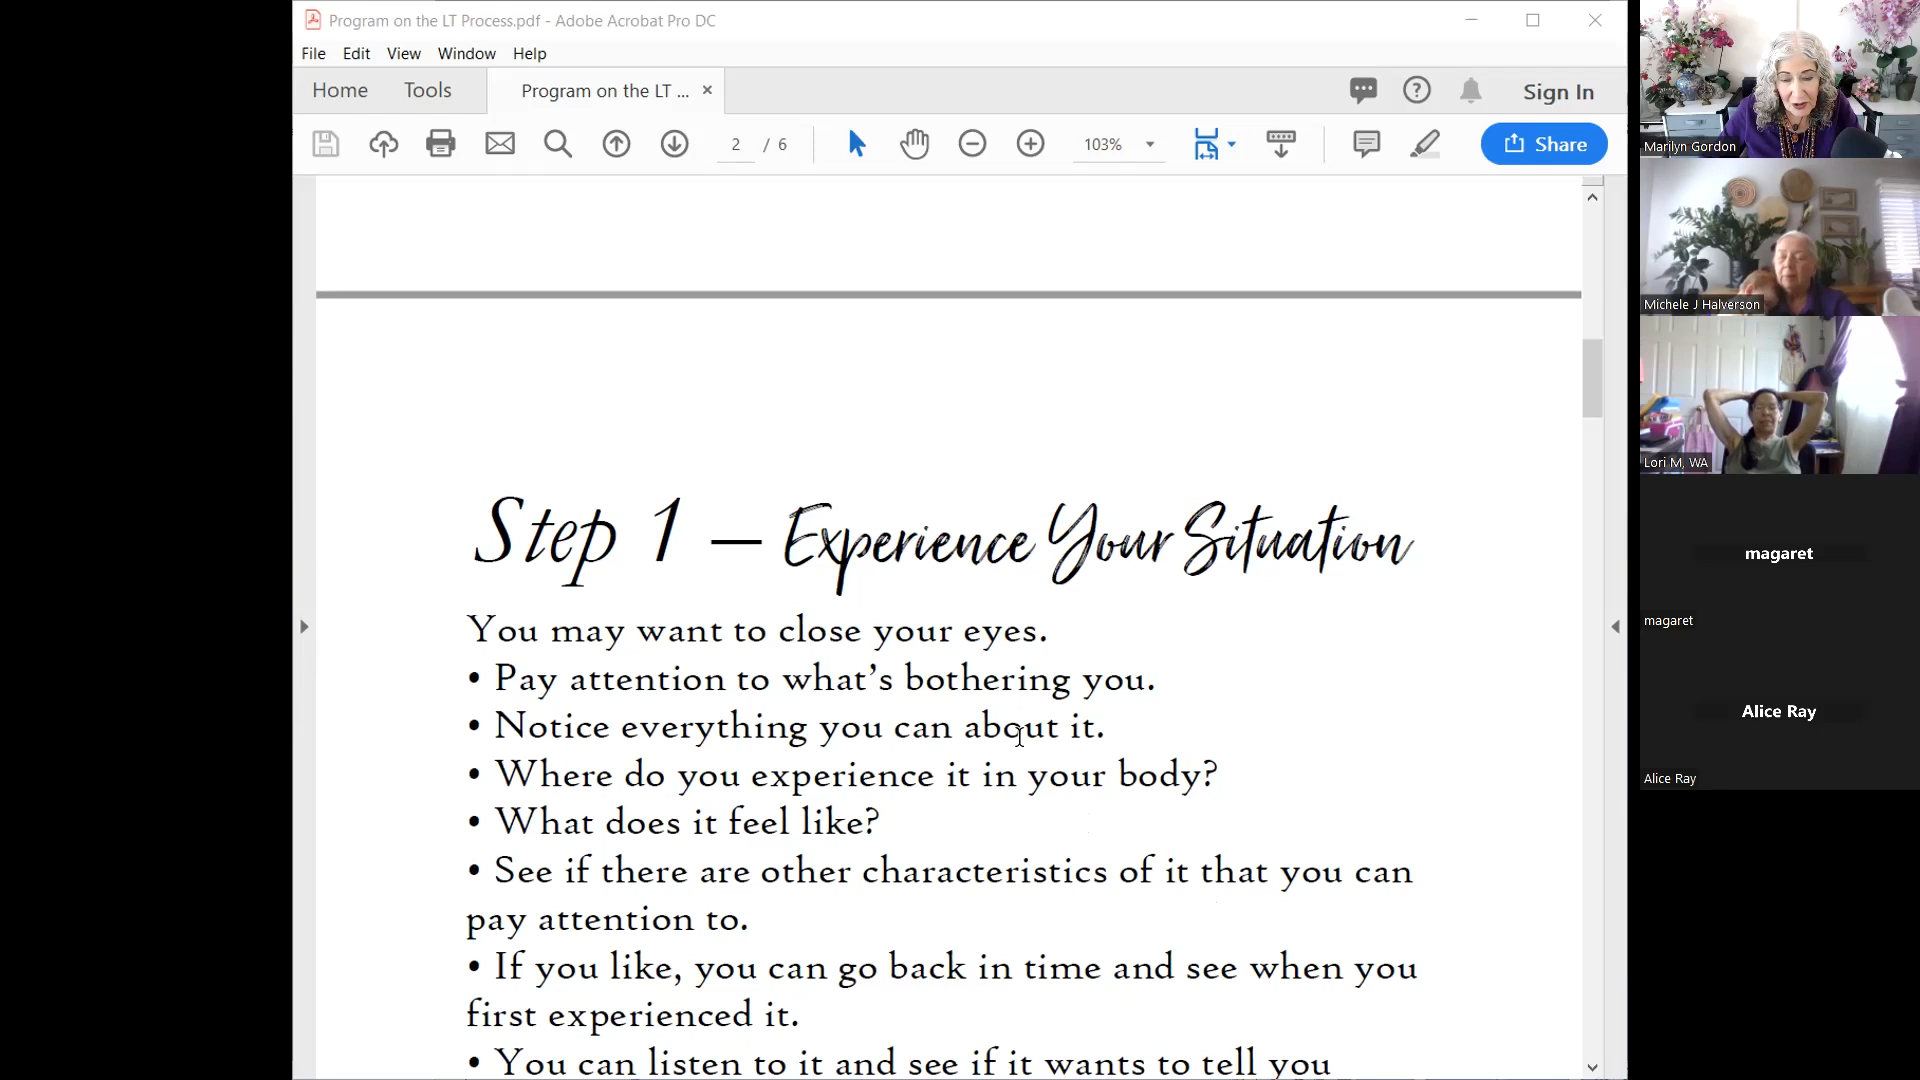 Program on the LT Process.pdf - Adobe Acrobat Pro DC
File Edit View Window Help
Home Tools Program on the LT ... × Sign In
2 / 6 103% Share
Step 1 – Experience Your Situation
You may want to close your eyes.
• Pay attention to what’s bothering you.
• Notice everything you can about it.
• Where do you experience it in your body?
• What does it feel like?
• See if there are other characteristics of it that you can
pay attention to.
• If you like, you can go back in time and see when you
first experienced it.
• You can listen to it and see if it wants to tell you
Marilyn Gordon
Michele J Halverson
Lori M, WA
magaret
magaret
Alice Ray
Alice Ray